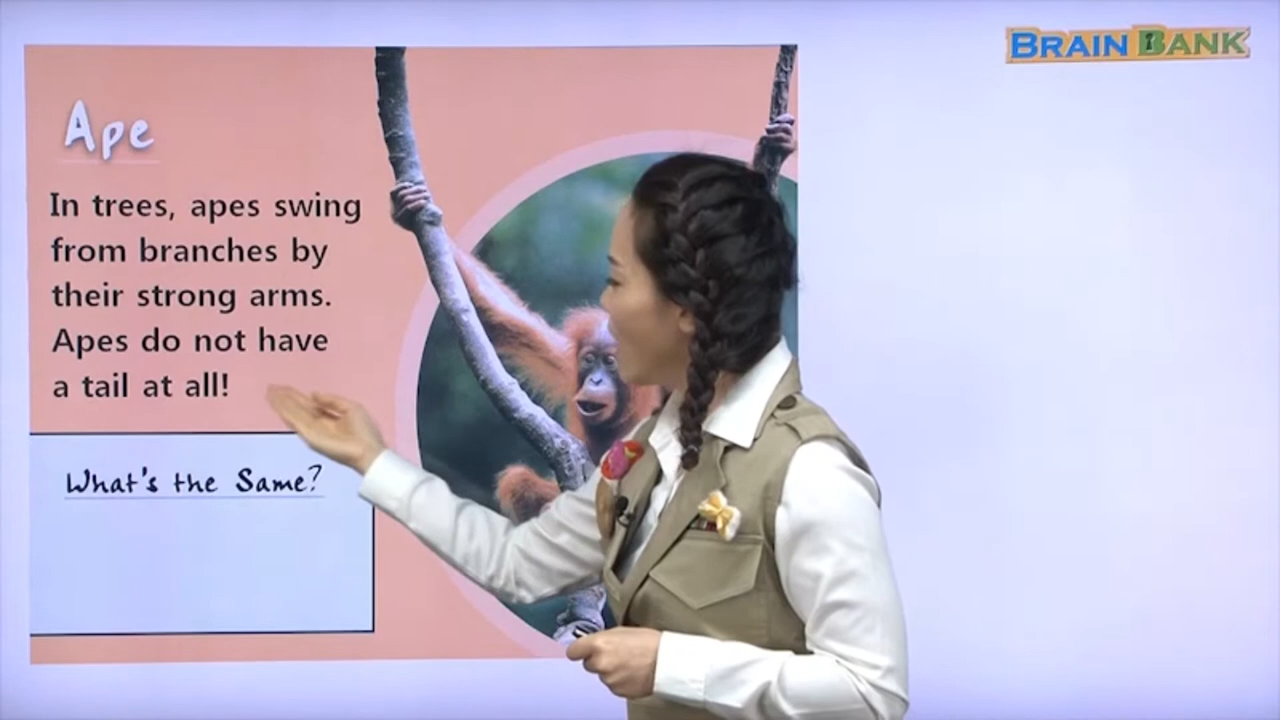 BRAIN BANK
Ape
In trees, apes swing
from branches by
their strong arms.
Apes do not have
a tail at all!
What's the Same?